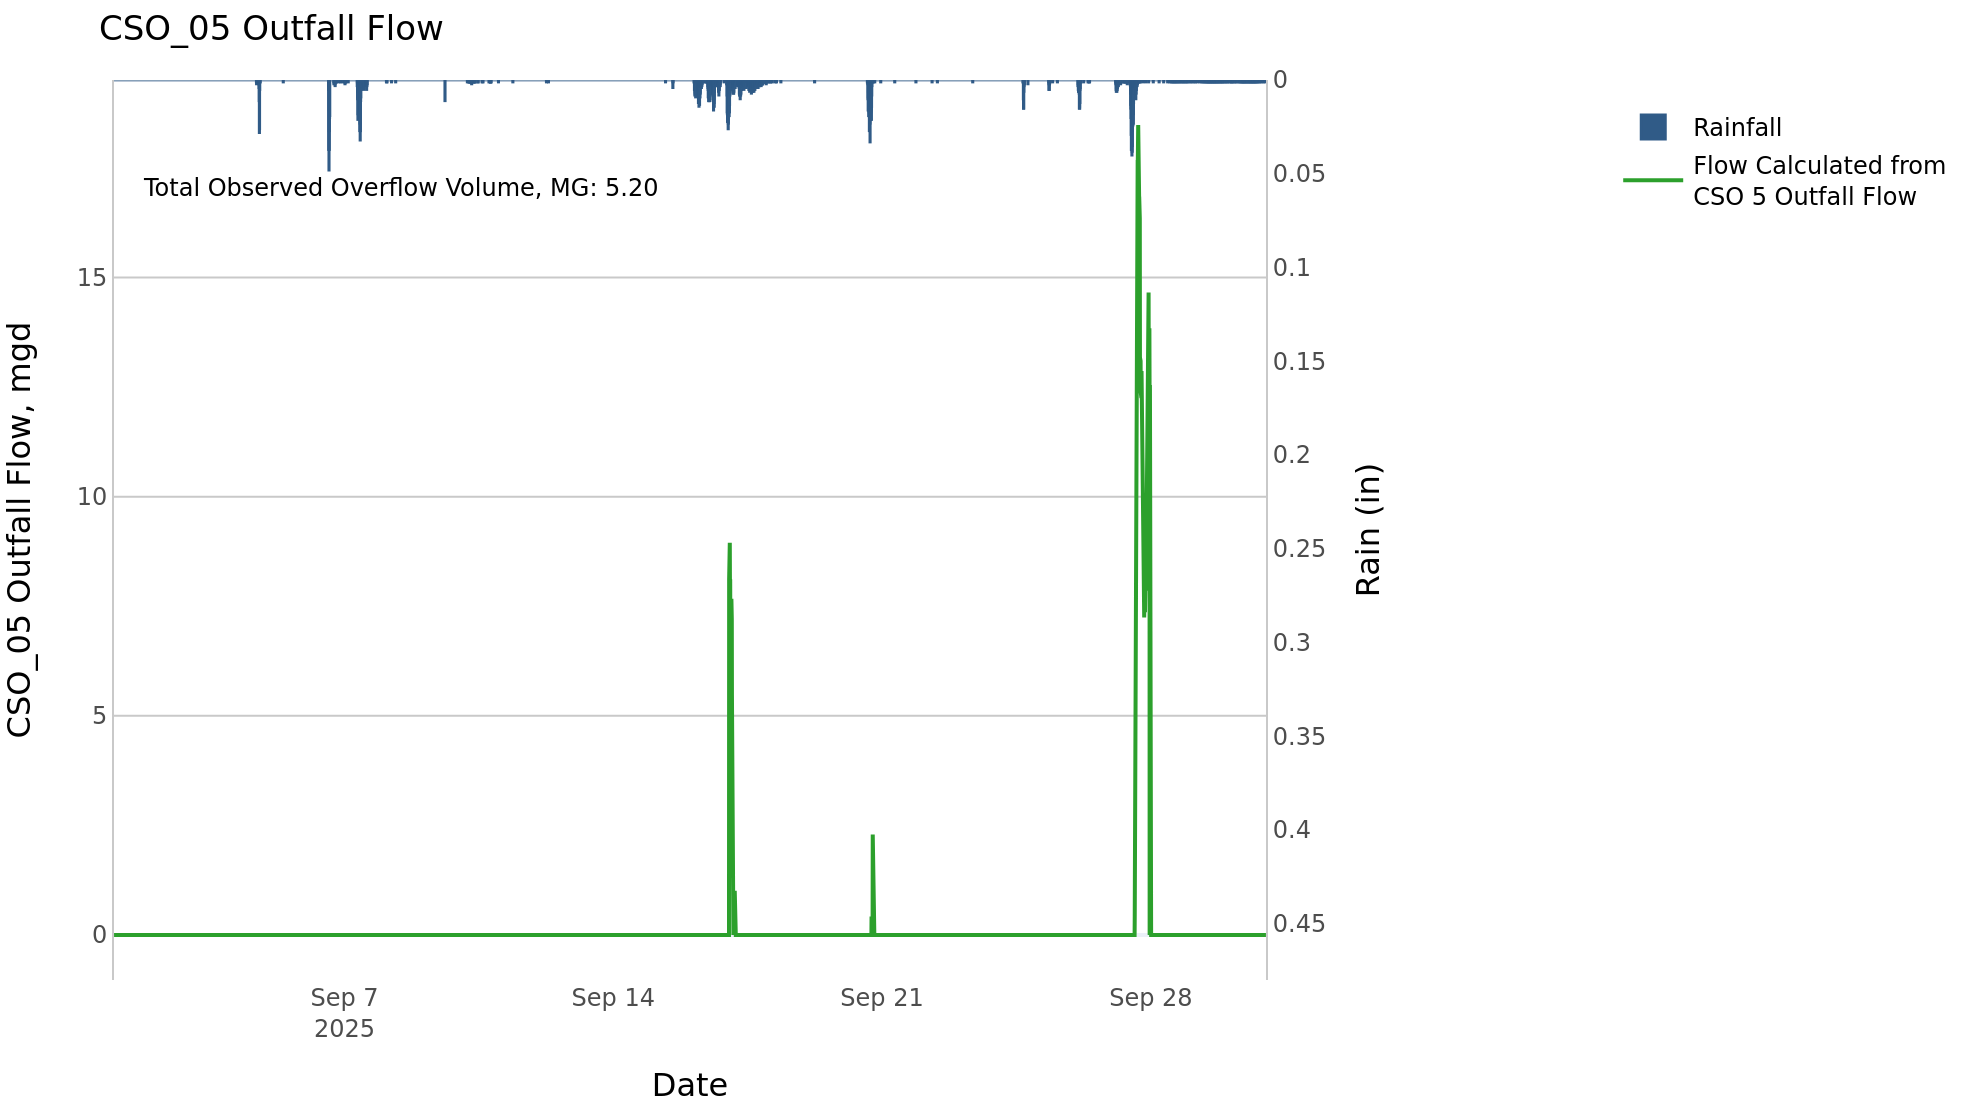 CSO_05 Outfall Flow
Total Observed Overflow Volume, MG: 5.20
CSO_05 Outfall Flow, mgd
15
10
5
0
0
0.05
0.1
0.15
0.2
0.25
0.3
0.35
0.4
0.45
Rain (in)
Sep 7
2025
Sep 14
Sep 21
Sep 28
Date
Rainfall
Flow Calculated from
CSO 5 Outfall Flow